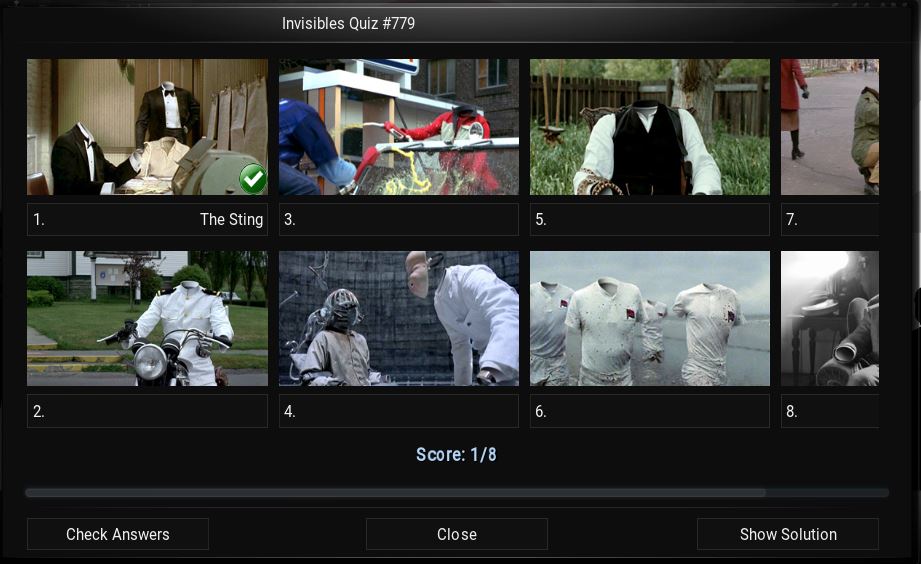 Invisibles Quiz #779
1. The Sting
3.
5.
7.
2.
4.
6.
8.
Score: 1/8
Check Answers
Close
Show Solution